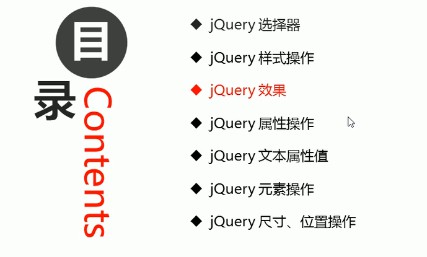 目录
Contents
jQuery 选择器
jQuery 样式操作
jQuery 效果
jQuery 属性操作
jQuery 文本属性值
jQuery 元素操作
jQuery 尺寸、位置操作